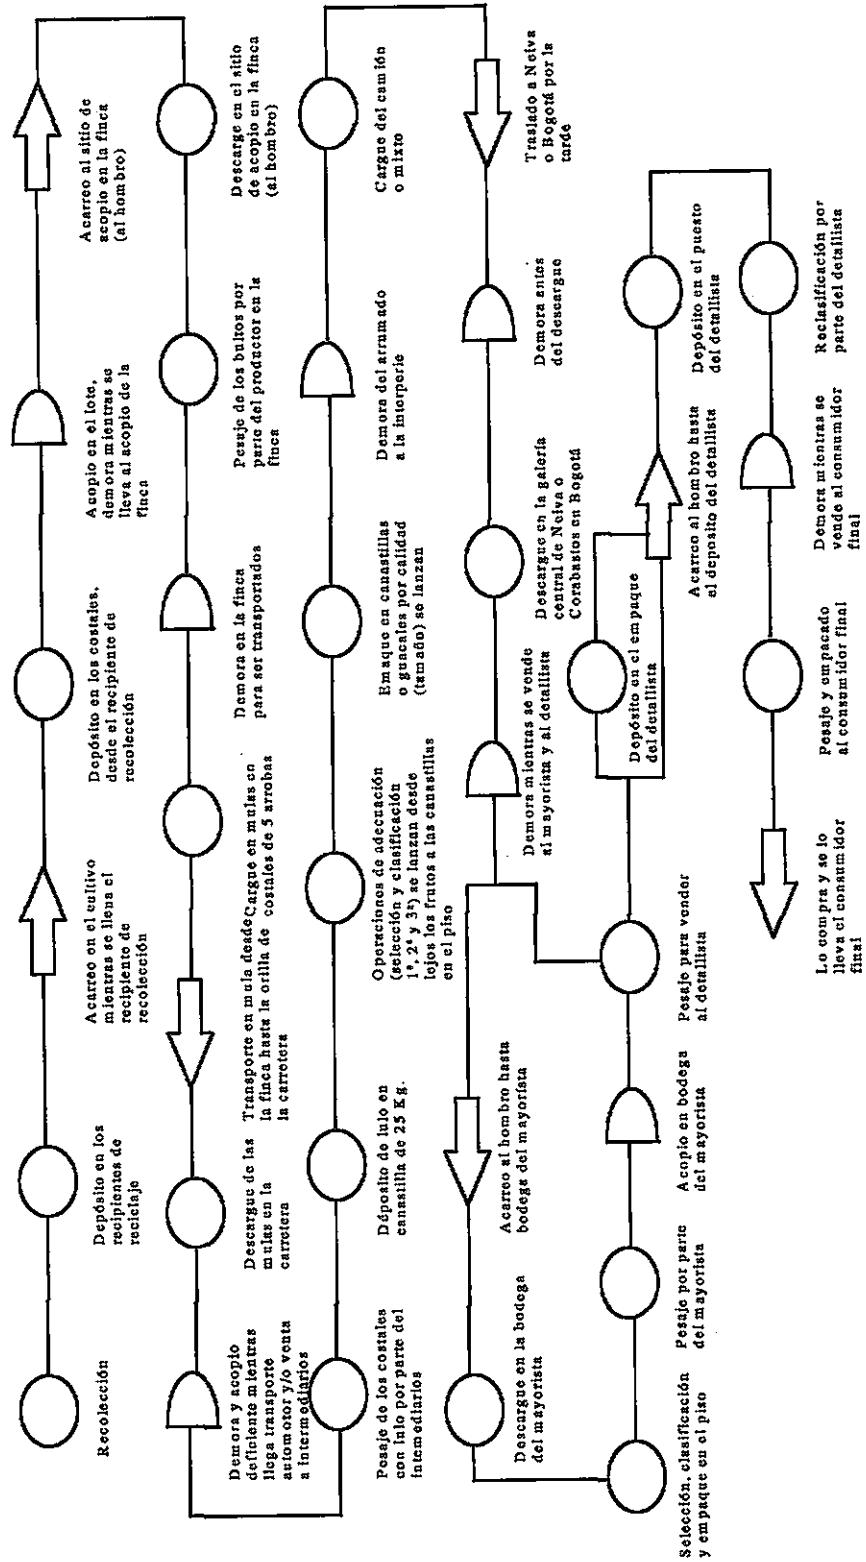 Recolección
Depósito en los
recipientes de
reciclaje
Acarreo en el cultivo
mientras se llena el
recipiente de
recolección
Depósito en los costales,
desde el recipiente de
recolección
Acopio en el lote,
demora mientras se
lleva al acopio de la
finca
Acarreo al sitio de
acopio en la finca
(al hombro)
Descarge en el sitio
de acopio en la finca
(al hombro)
Pesaje de los bultos por
parte del productor en la
finca
Demora en la finca
para ser transportados
Cargue en mulas en
costales de 5 arrobas
Transporte en mula desde
la finca hasta la orilla de
la carretera
Descargue de las
mulas en la
carretera
Demora y acopio
deficiente mientras
llega transporte
automotor y/o venta
a intermediarios
Pesaje de los costales
con lulo por parte del
intemediarios
Déposito de lulo en
canastilla de 25 Kg.
Operaciones de adecuación
(selección y clasificación
1ª, 2ª y 3ª) se lanzan desde
lejos los frutos a las canastillas
en el piso
Emaque en canastillas
o guacales por calidad
(tamaño) se lanzan
Demora del arrumado
a la interperie
Cargue del camión
o mixto
Traslado a Neiva
o Bogotá por la
tarde
Demora antes
del descargue
Descargue en la galería
central de Neiva o
Corabastos en Bogotá
Demora mientras se vende
al mayorista y al detallista
Acarreo al hombro hasta
bodega del mayorista
Descargue en la bodega
del mayorista
Selección, clasificación
y empaque en el piso
Pesaje por parte
del mayorista
Acopio en bodega
del mayorista
Pesaje para vender
al detallista
Depósito en el empaque
del detallista
Acarreo al hombro hasta
el deposito del detallista
Depósito en el puesto
del detallista
Reclasificación por
parte del detallista
Demora mientras se
vende al consumidor
final
Pesaje y empacado
al consumidor final
Lo compra y se lo
lleva el consumidor
final